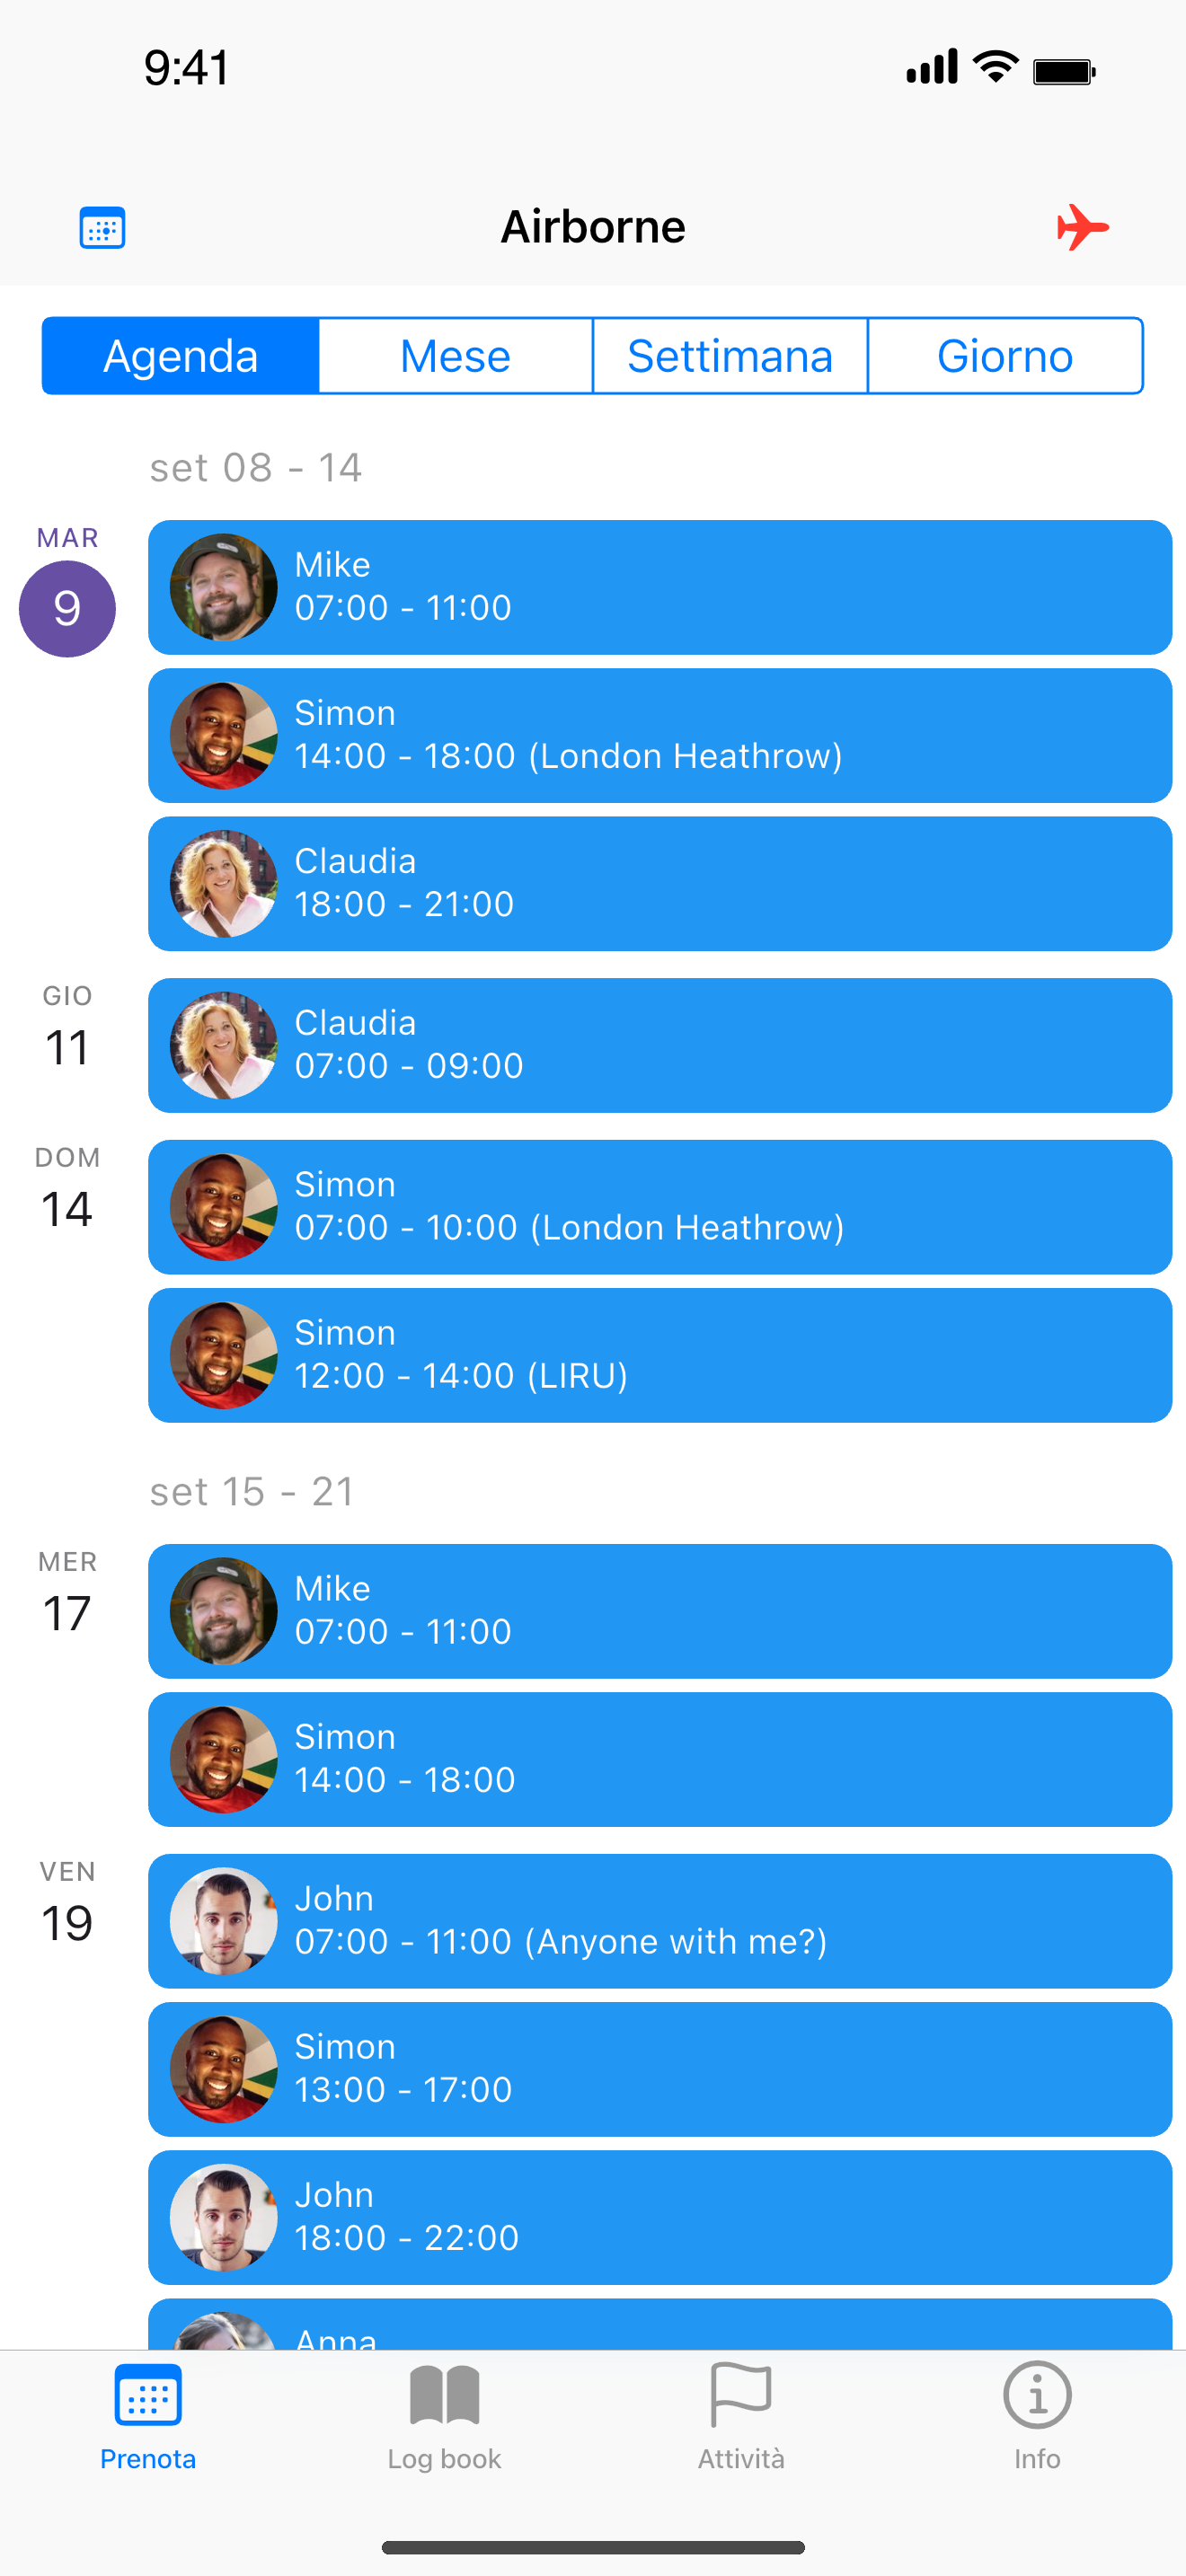 9:41
Airborne
Agenda
Mese
Settimana
Giorno
set 08 - 14
MAR
9
Mike
07:00 - 11:00
Simon
14:00 - 18:00 (London Heathrow)
Claudia
18:00 - 21:00
GIO
11
Claudia
07:00 - 09:00
DOM
14
Simon
07:00 - 10:00 (London Heathrow)
Simon
12:00 - 14:00 (LIRU)
set 15 - 21
MER
17
Mike
07:00 - 11:00
Simon
14:00 - 18:00
VEN
19
John
07:00 - 11:00 (Anyone with me?)
Simon
13:00 - 17:00
John
18:00 - 22:00
Anna
Prenota
Log book
Attività
Info